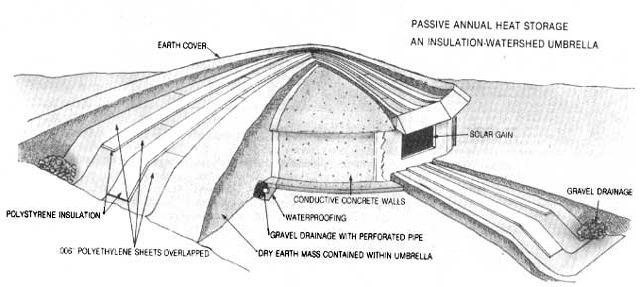 PASSIVE ANNUAL HEAT STORAGE
AN INSULATION-WATERSHED UMBRELLA
EARTH COVER
SOLAR GAIN
GRAVEL DRAINAGE
CONDUCTIVE CONCRETE WALLS
POLYSTYRENE INSULATION
WATERPROOFING
GRAVEL DRAINAGE WITH PERFORATED PIPE
.006" POLYETHYLENE SHEETS OVERLAPPED
DRY EARTH MASS CONTAINED WITHIN UMBRELLA